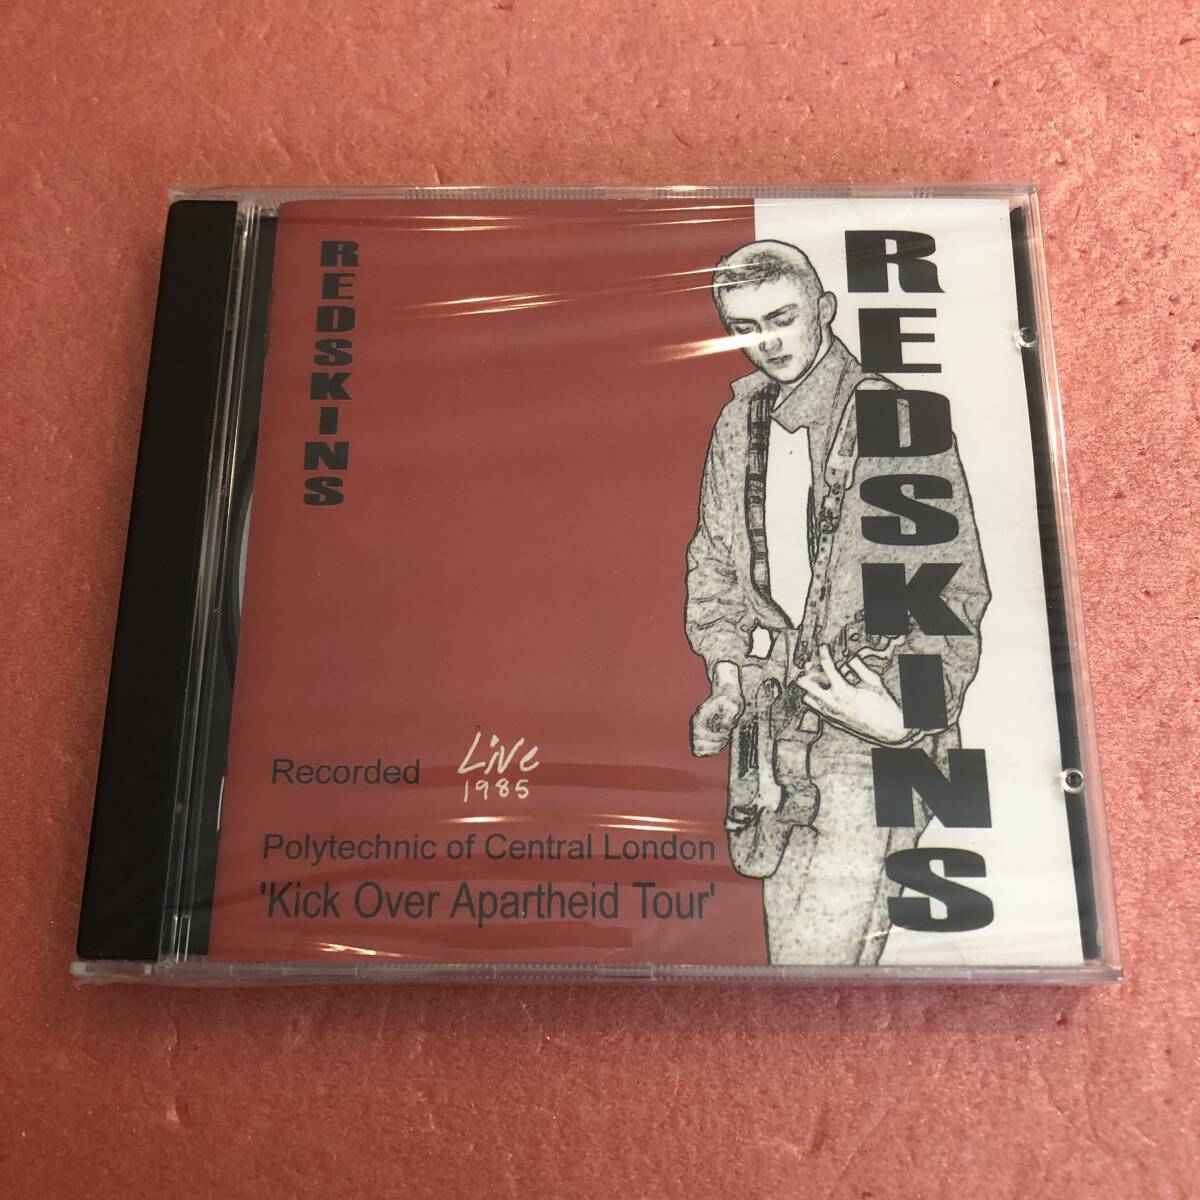 REDSKINS
REDSKINS
Recorded Live
1985
Polytechnic of Central London
'Kick Over Apartheid Tour'